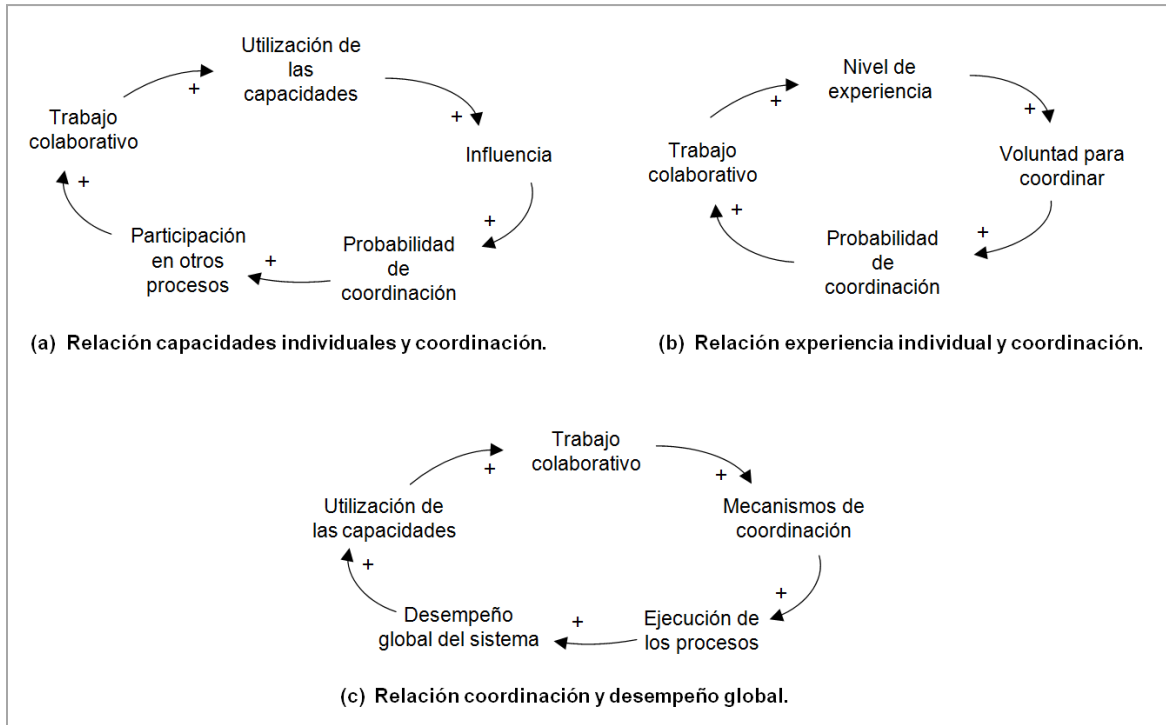 Utilización de
las
capacidades
+
+
Trabajo
colaborativo
Influencia
+
+
Participación
en otros
procesos
+
Probabilidad
de
coordinación
(a) Relación capacidades individuales y coordinación.
Nivel de
experiencia
+
+
Trabajo
colaborativo
Voluntad para
coordinar
+
+
Probabilidad
de
coordinación
(b) Relación experiencia individual y coordinación.
Trabajo
colaborativo
+
+
Utilización de
las capacidades
Mecanismos de
coordinación
+
+
Desempeño
global del sistema
+
Ejecución de
los procesos
(c) Relación coordinación y desempeño global.